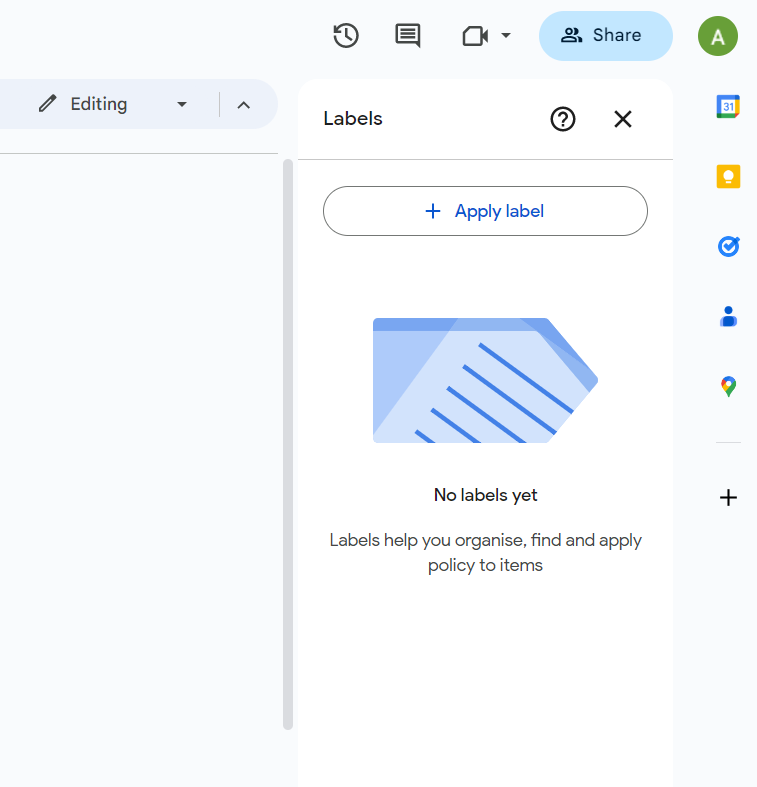 Share
A
Editing
Labels
31
Apply label
No labels yet
Labels help you organise, find and apply
policy to items